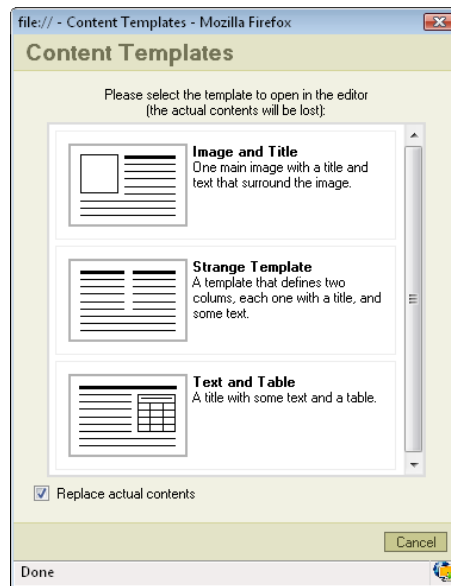 file:// - Content Templates - Mozilla Firefox
Content Templates
Please select the template to open in the editor
(the actual contents will be lost):
Image and Title
One main image with a title and
text that surround the image.
Strange Template
A template that defines two
colums, each one with a title, and
some text.
Text and Table
A title with some text and a table.
Replace actual contents
Cancel
Done